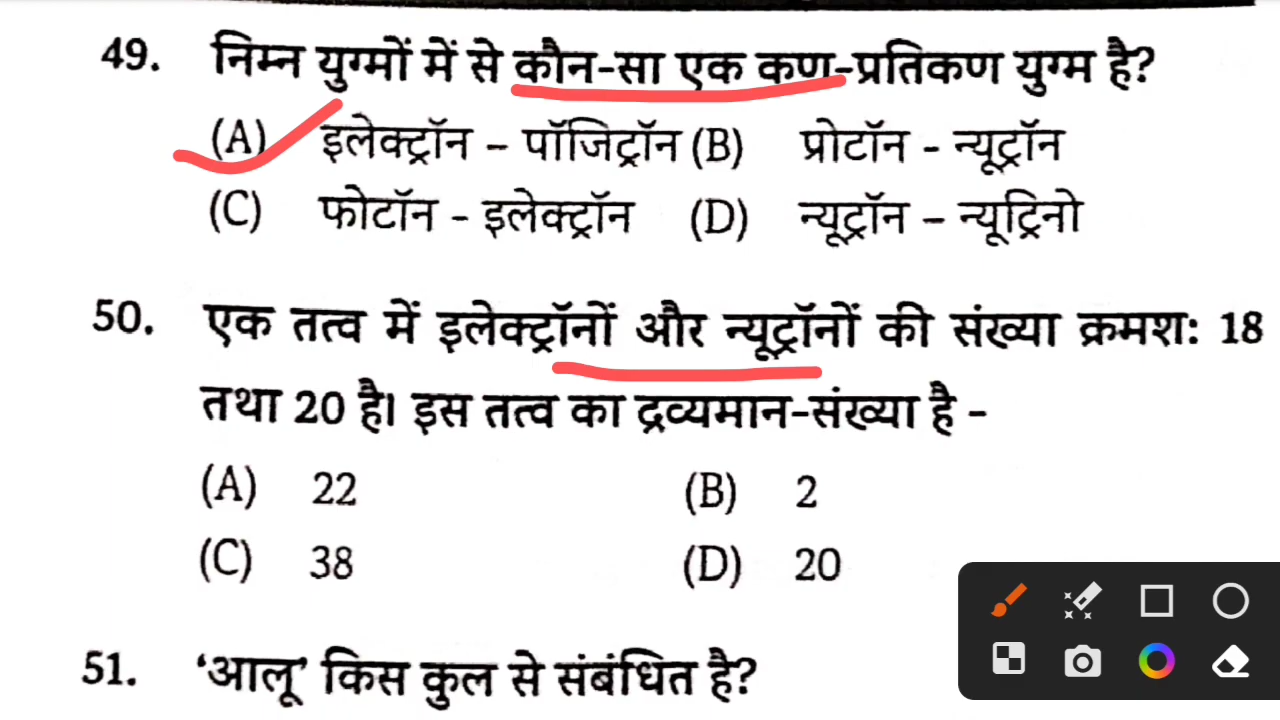 49. निम्न युग्मों में से कौन-सा एक कण-प्रतिकण युग्म है?
(A) इलेक्ट्रॉन – पॉजिट्रॉन (B) प्रोटॉन - न्यूट्रॉन
(C) फोटॉन - इलेक्ट्रॉन (D) न्यूट्रॉन – न्यूट्रिनो
50. एक तत्व में इलेक्ट्रॉनों और न्यूट्रॉनों की संख्या क्रमशः 18
तथा 20 है। इस तत्व का द्रव्यमान-संख्या है -
(A) 22 (B) 2
(C) 38 (D) 20
51. ‘आलू’ किस कुल से संबंधित है?